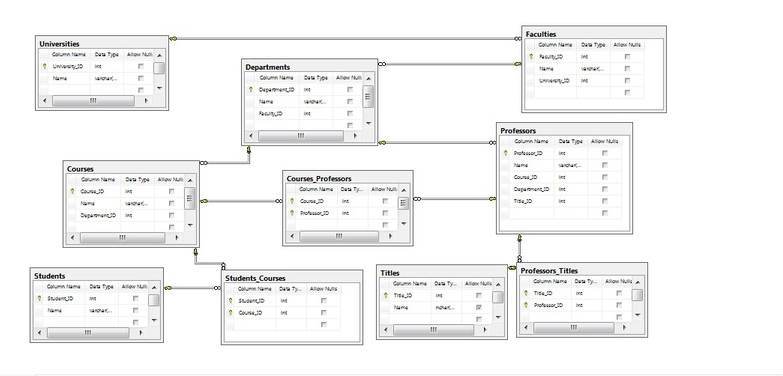 Universities
Column Name Data Type Allow Nulls
University_ID int
Name varchar(...
Faculties
Column Name Data Type Allow Nulls
Faculty_ID int
Name varchar(...
University_ID int
Departments
Column Name Data Type Allow Nulls
Department_ID int
Name varchar(...
Faculty_ID int
Professors
Column Name Data Type Allow Nulls
Professor_ID int
Name varchar(...
Course_ID int
Department_ID int
Title_ID int
Courses
Column Name Data Type Allow Nulls
Course_ID int
Name varchar(...
Department_ID int
Courses_Professors
Column Name Data Ty... Allow Nulls
Course_ID int
Professor_ID int
Students
Column Name Data Type Allow Nulls
Student_ID int
Name varchar(...
Students_Courses
Column Name Data Ty... Allow Nulls
Student_ID int
Course_ID int
Titles
Column Name Data Ty... Allow Nulls
Title_ID int
Name nchar(...
Professors_Titles
Column Name Data Ty... Allow Nulls
Title_ID int
Professor_ID int